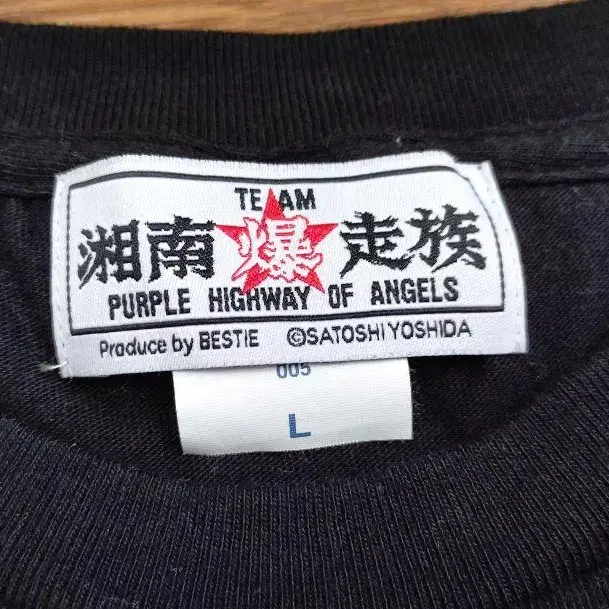 TEAM
湘南爆走族
PURPLE HIGHWAY OF ANGELS
Produce by BESTIE ©SATOSHI YOSHIDA
005
L